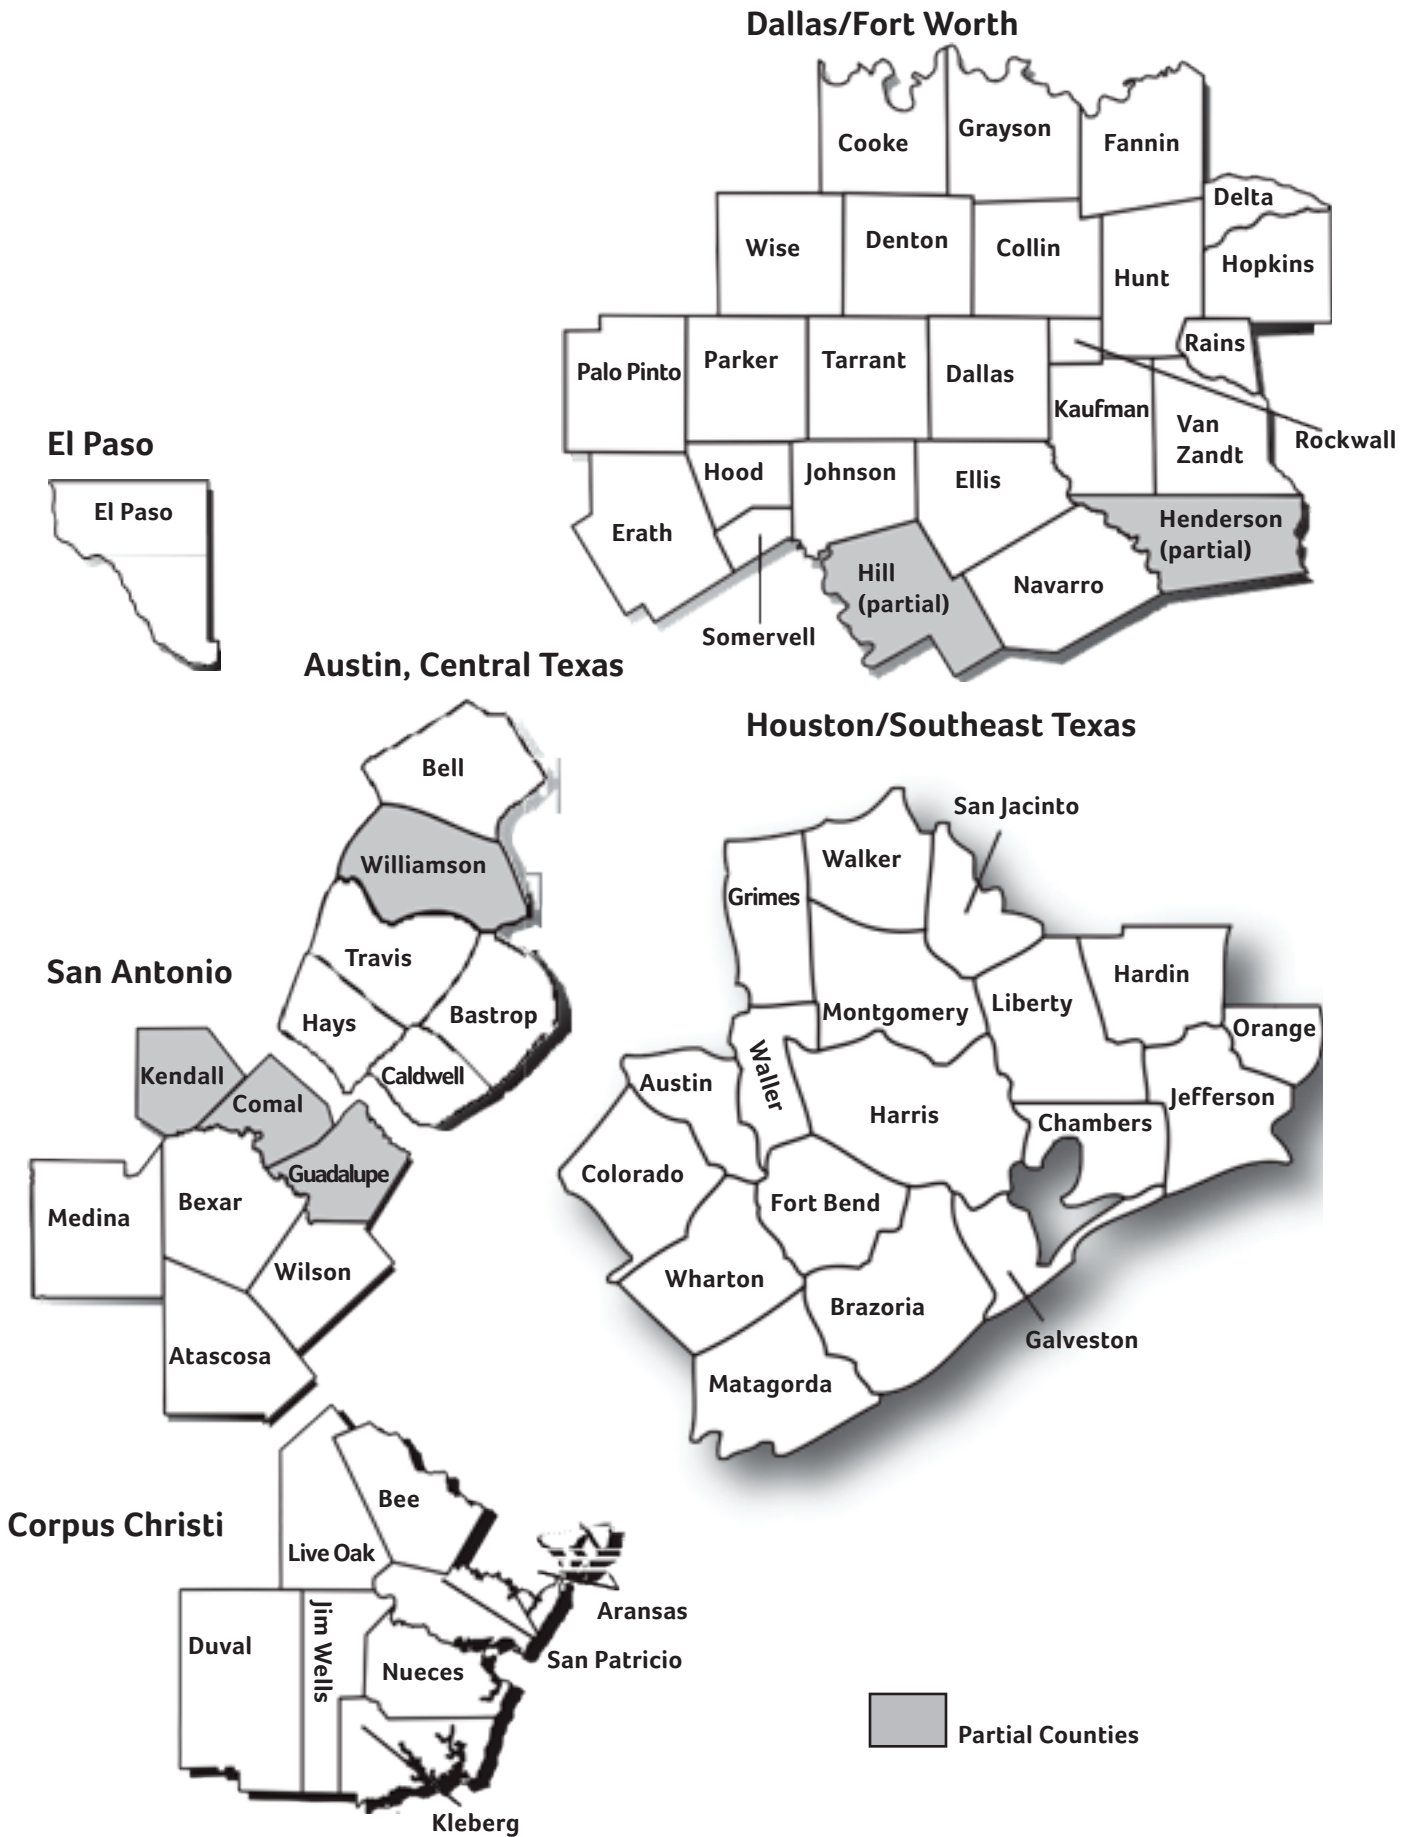 Dallas/Fort Worth
Cooke
Grayson
Fannin
Delta
Wise
Denton
Collin
Hunt
Hopkins
Palo Pinto
Parker
Tarrant
Dallas
Rains
Kaufman
Van
Zandt
Rockwall
Hood
Johnson
Ellis
Erath
Henderson
(partial)
Hill
(partial)
Navarro
Somervell
El Paso
El Paso
Austin, Central Texas
Bell
Williamson
Travis
Hays
Bastrop
Caldwell
Houston/Southeast Texas
San Jacinto
Walker
Grimes
Hardin
Montgomery
Liberty
Orange
Waller
Austin
Harris
Chambers
Jefferson
Colorado
Fort Bend
Wharton
Brazoria
Galveston
Matagorda
San Antonio
Kendall
Comal
Guadalupe
Medina
Bexar
Wilson
Atascosa
Corpus Christi
Bee
Live Oak
Aransas
Duval
Jim Wells
San Patricio
Nueces
Kleberg
Partial Counties